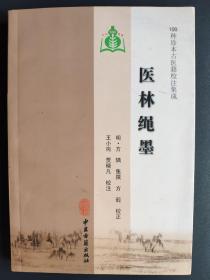 100种珍本古医籍校注集成
医林绳墨
明·方隅 集撰 方谷 校正
王小岗 贾晓凡 校注
中医古籍出版社